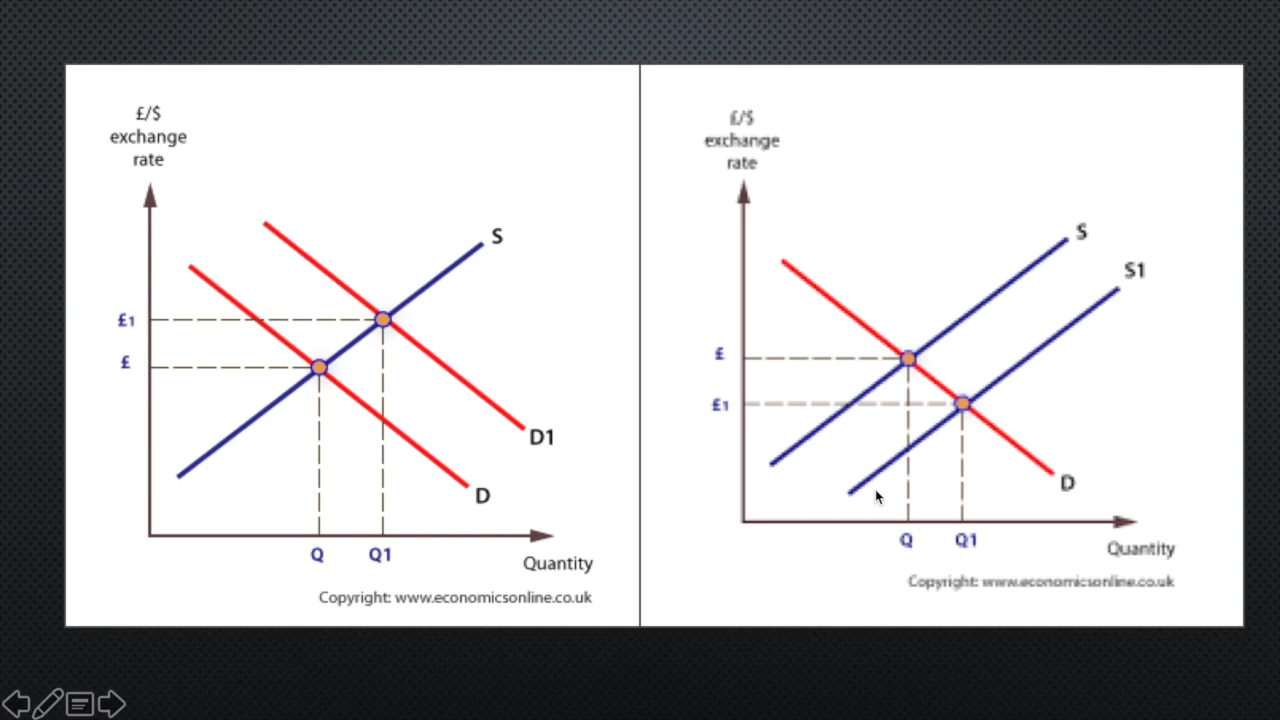 £/$
exchange
rate
S
£1
£
D1
D
Q
Q1
Quantity
Copyright: www.economicsonline.co.uk
£/$
exchange
rate
S
S1
£
£1
D
Q
Q1
Quantity
Copyright: www.economicsonline.co.uk